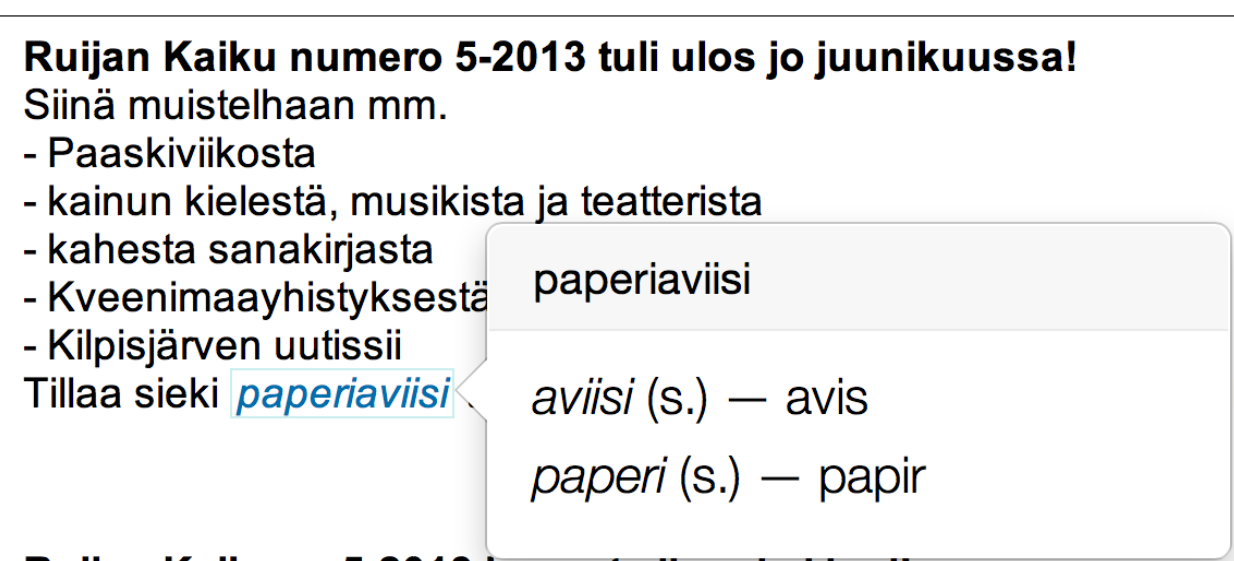 Ruijan Kaiku numero 5-2013 tuli ulos jo juunikuussa!
Siinä muistelhaan mm.
- Paaskiviikosta
- kainun kielestä, musikista ja teatterista
- kahesta sanakirjasta
- Kveenimaayhistyksestä
- Kilpisjärven uutissii
Tillaa sieki paperiaviisi
paperiaviisi
aviisi (s.) — avis
paperi (s.) — papir